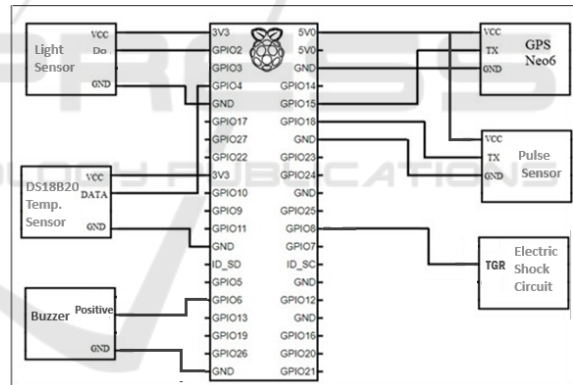 VCC
Light
Do
Sensor
GND
DS18B20
VCC
DATA
Temp.
Sensor
GND
Buzzer
Positive
GND
3V3
GPIO2
GPIO3
GPIO4
GND
GPIO17
GPIO27
GPIO22
3V3
GPIO10
GPIO9
GPIO11
GND
ID_SD
GPIO5
GPIO6
GPIO13
GPIO19
GPIO26
GND
5V0
5V0
GND
GPIO14
GPIO15
GPIO18
GND
GPIO23
GPIO24
GND
GPIO25
GPIO8
GPIO7
ID_SC
GND
GPIO12
GND
GPIO16
GPIO20
GPIO21
VCC
TX
GND
GPS
Neo6
VCC
TX
GND
Pulse
Sensor
TGR
Electric
Shock
Circuit
PUBLICATIONS